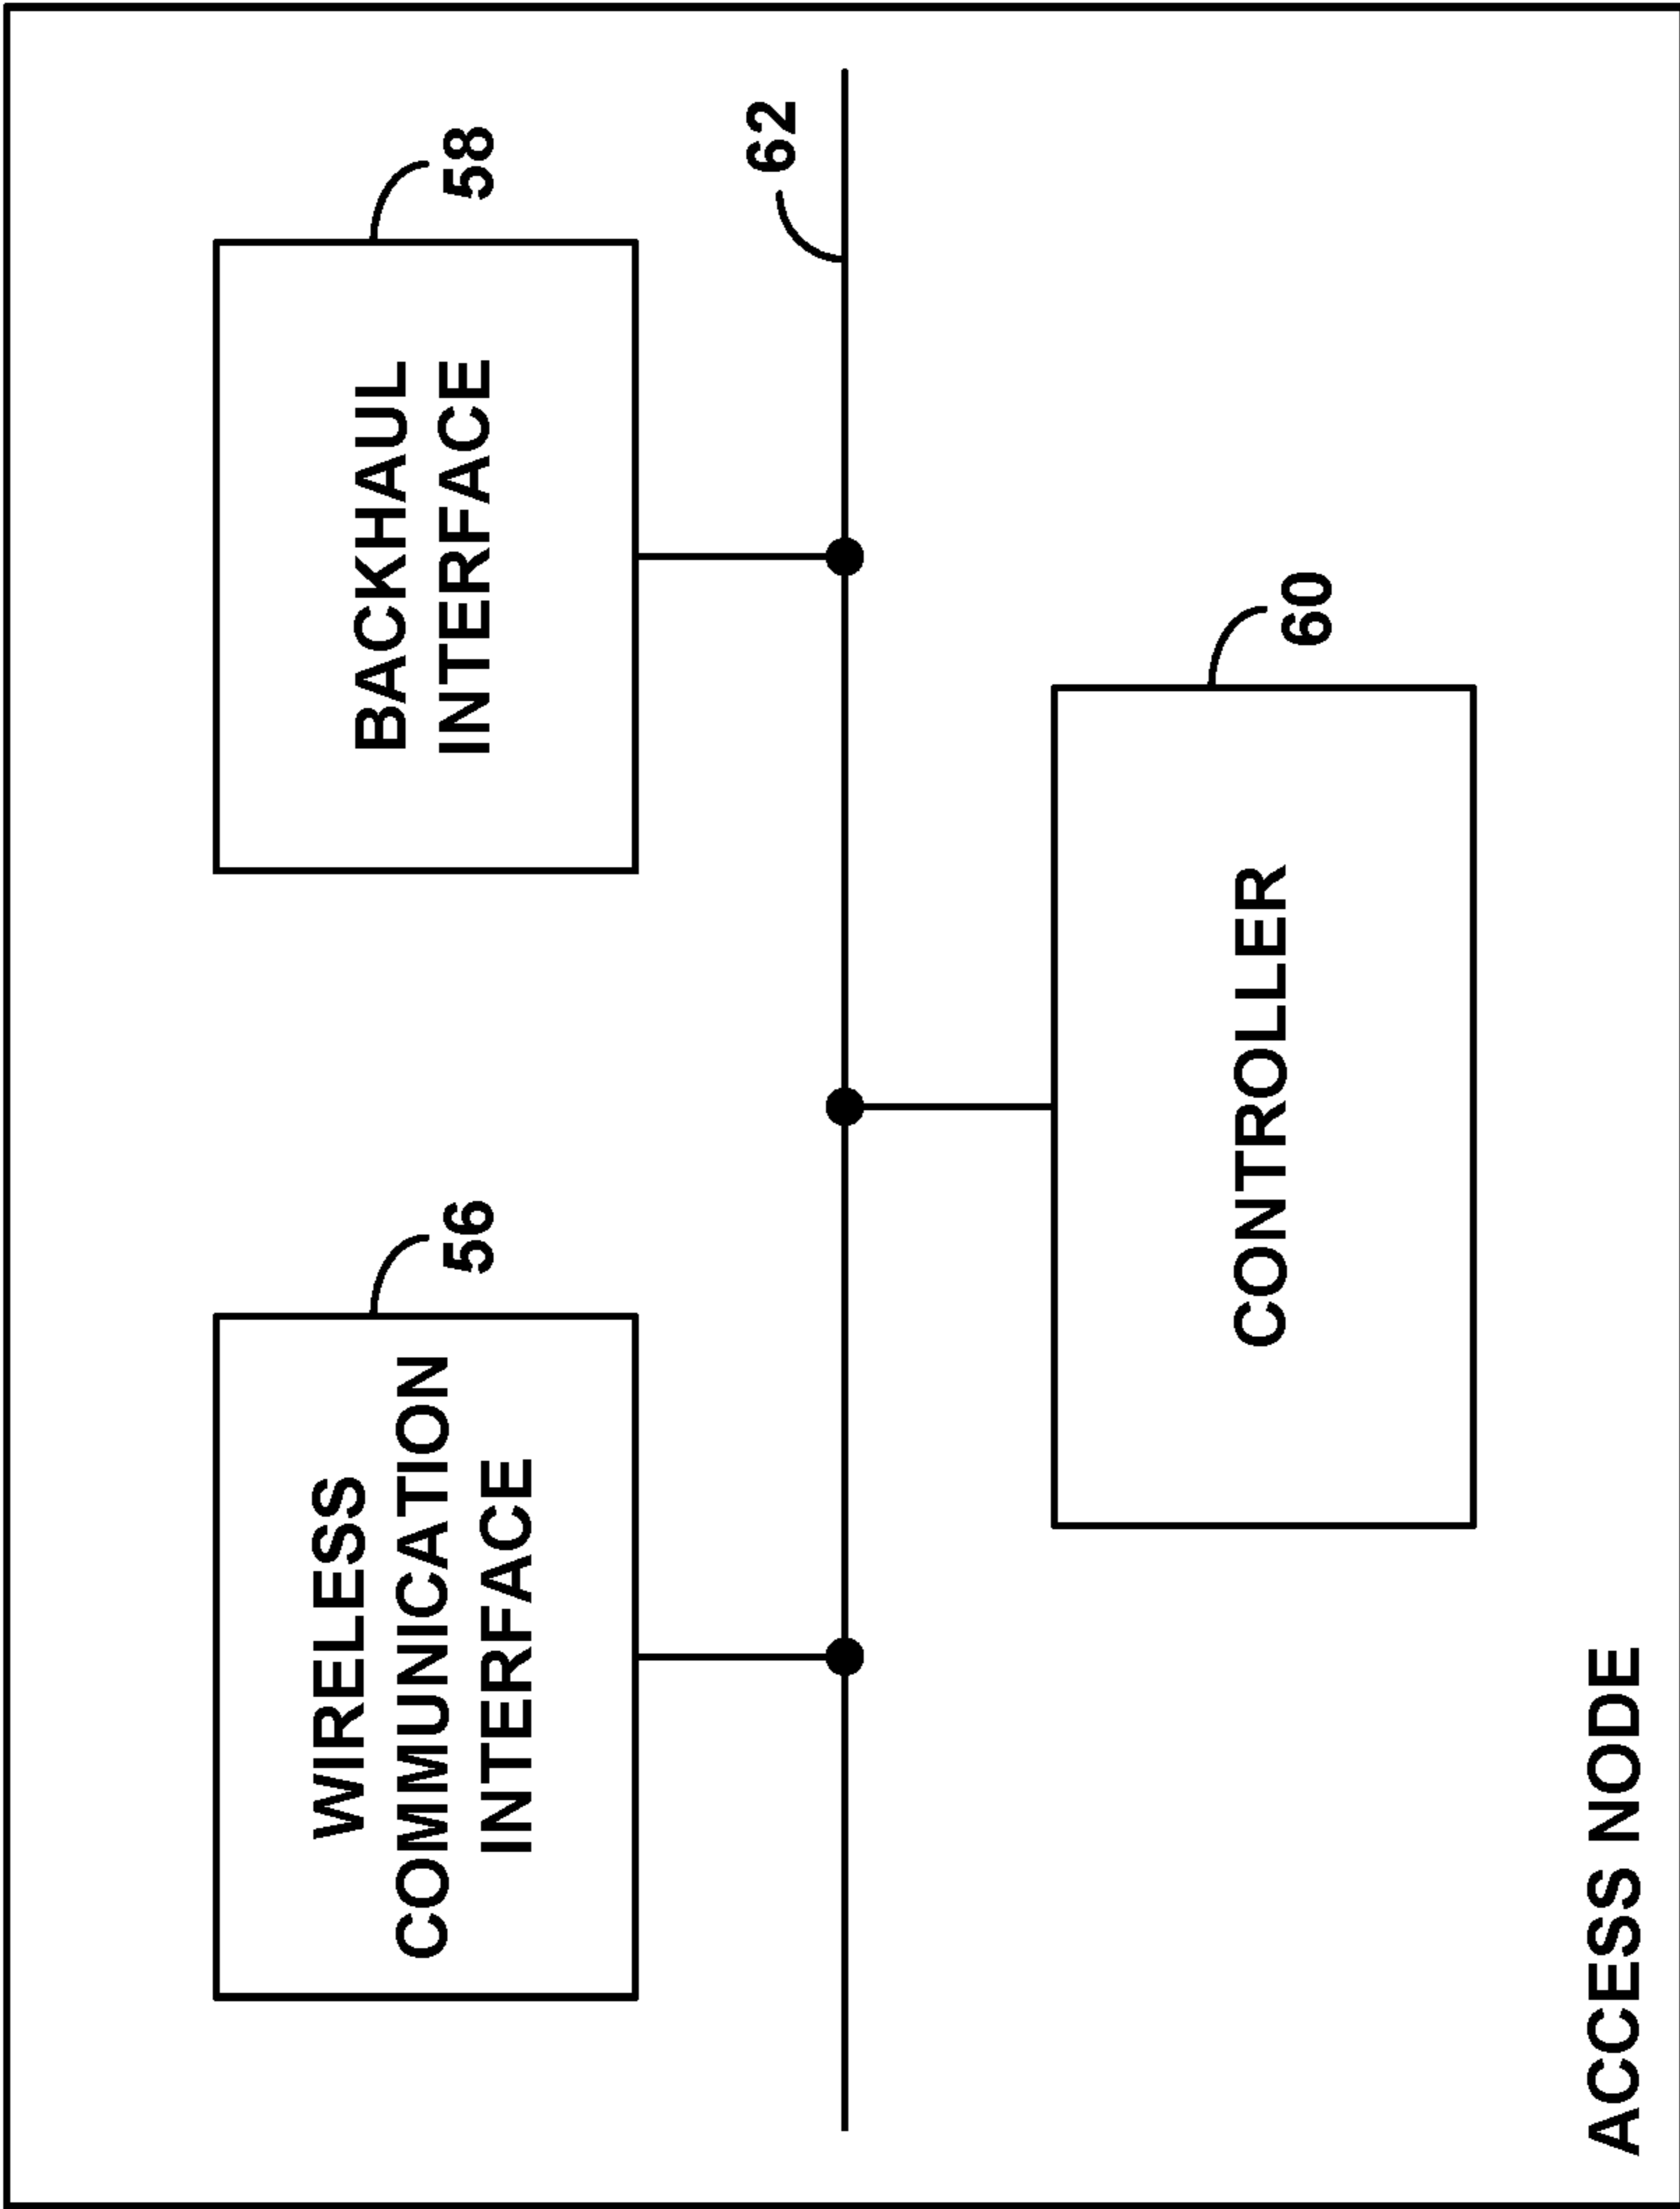 WIRELESS
COMMUNICATION
INTERFACE
56
BACKHAUL
INTERFACE
58
62
CONTROLLER
60
ACCESS NODE